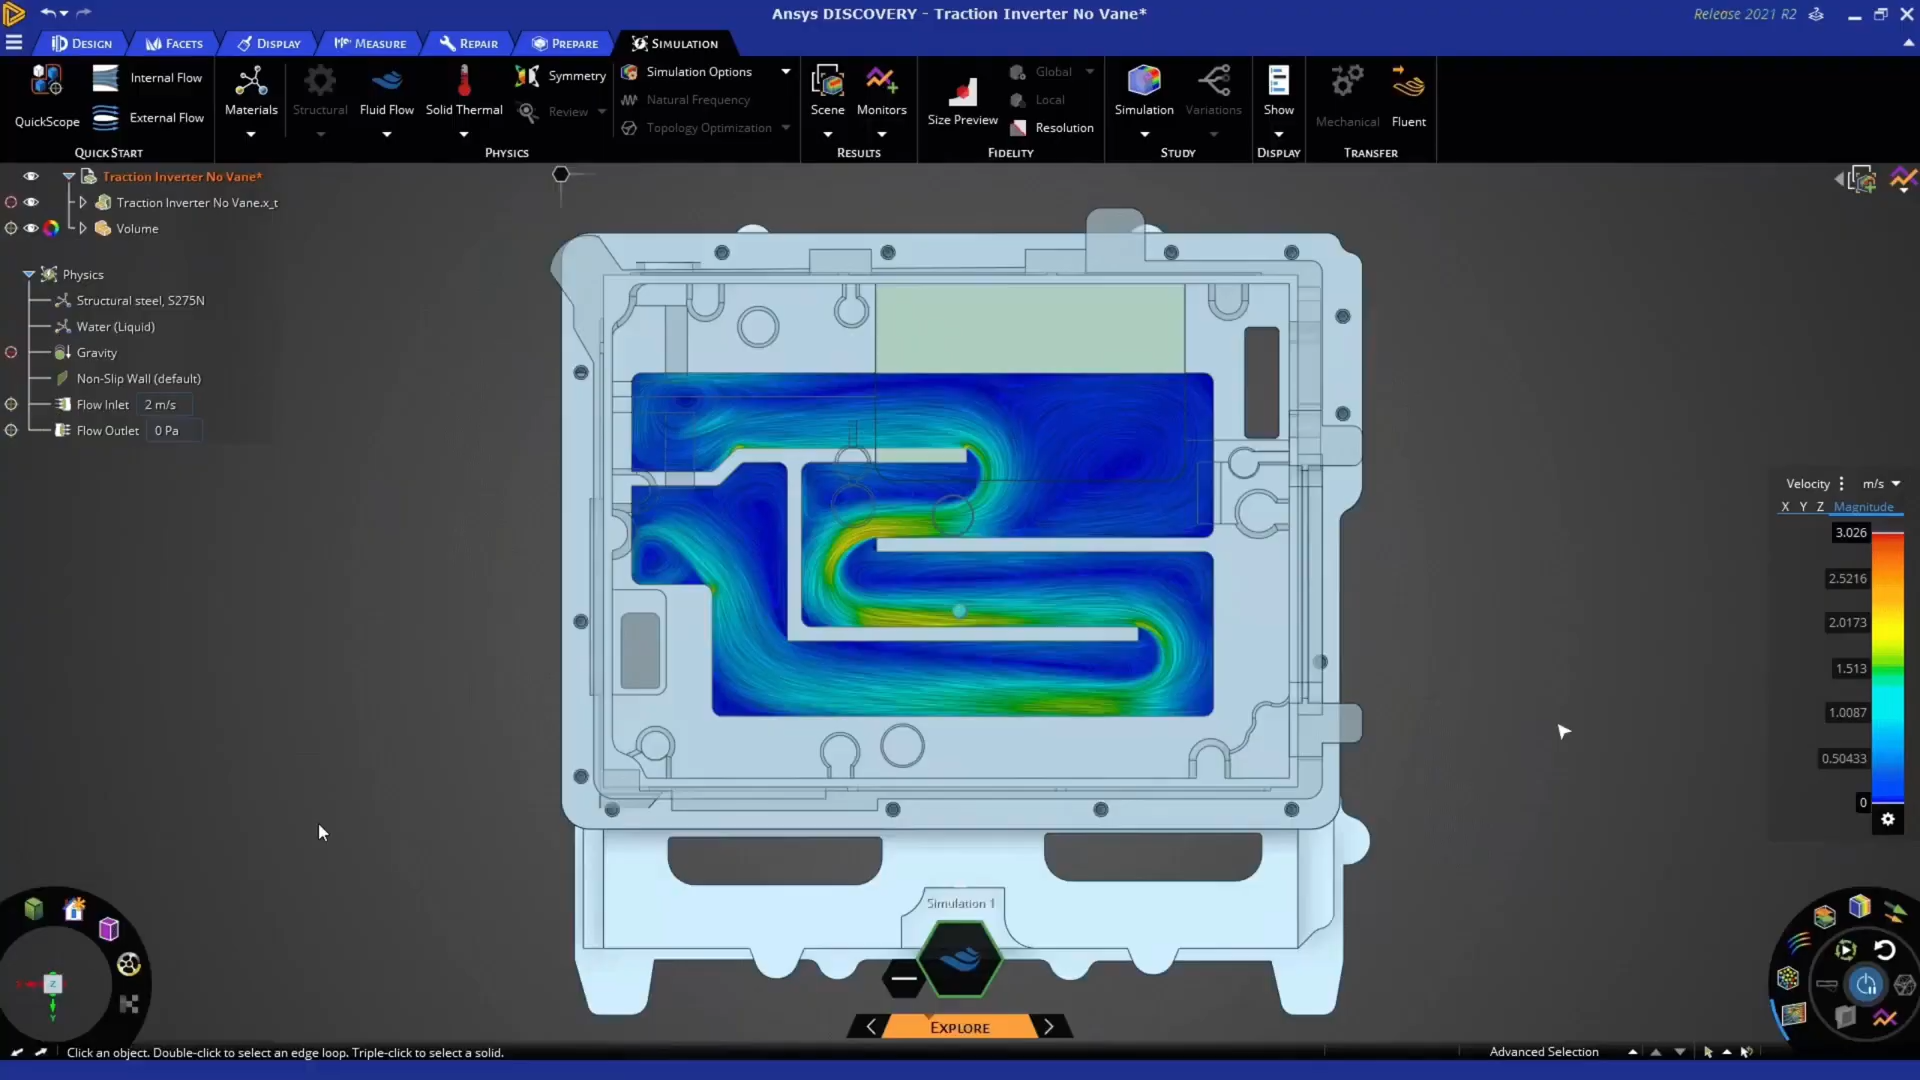 Ansys DISCOVERY - Traction Inverter No Vane*
Release 2021 R2
DESIGN
FACETS
DISPLAY
MEASURE
REPAIR
PREPARE
SIMULATION
QuickScope
Internal Flow
External Flow
QUICK START
Materials
Structural
Fluid Flow
Solid Thermal
Symmetry
Review
Simulation Options
Natural Frequency
Topology Optimization
PHYSICS
Scene
Monitors
RESULTS
Size Preview
Global
Local
Resolution
FIDELITY
Simulation
Variations
STUDY
Show
DISPLAY
Mechanical
Fluent
TRANSFER
Traction Inverter No Vane*
Traction Inverter No Vane.x_t
Volume
Physics
Structural steel, S275N
Water (Liquid)
Gravity
Non-Slip Wall (default)
Flow Inlet 2 m/s
Flow Outlet 0 Pa
Velocity m/s
X Y Z Magnitude
3.026
2.5216
2.0173
1.513
1.0087
0.50433
0
Simulation 1
EXPLORE
Z
Y
Click an object. Double-click to select an edge loop. Triple-click to select a solid.
Advanced Selection